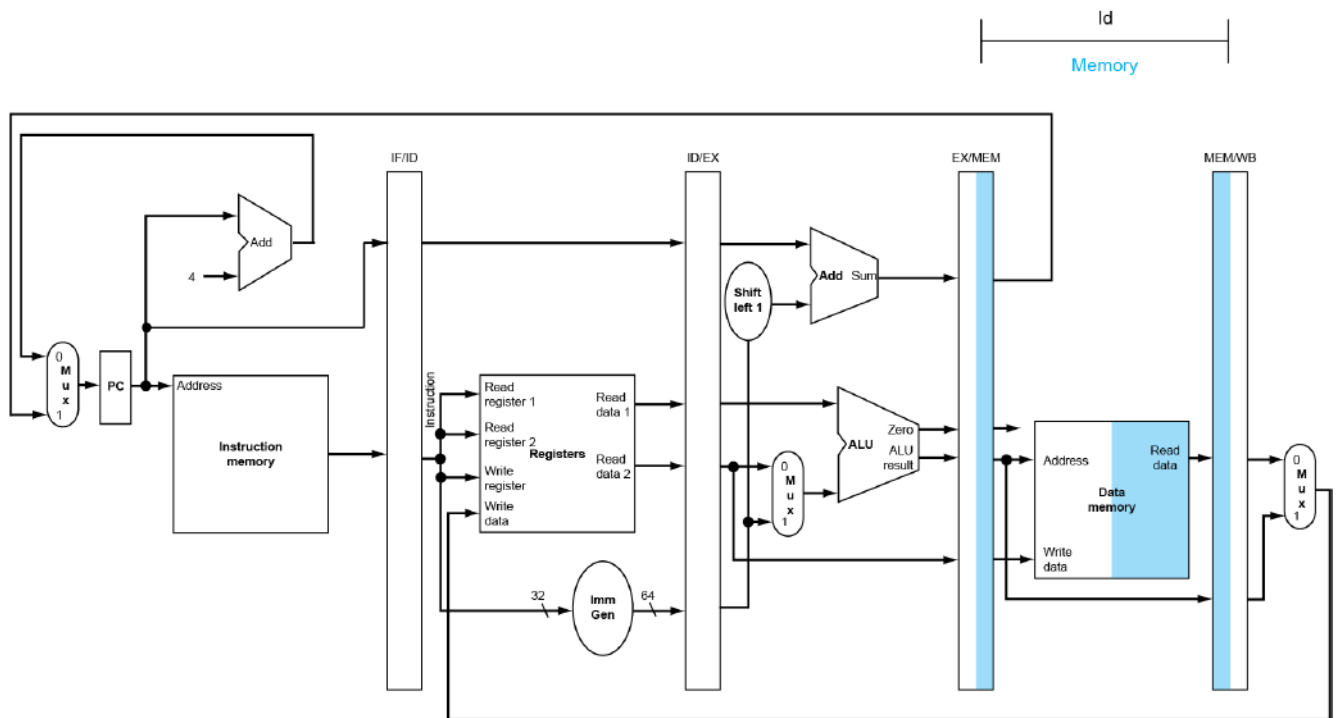 ld
Memory
IF/ID
ID/EX
EX/MEM
MEM/WB
Add
4
Add Sum
Shift
left 1
0
M
u
x
1
PC
Address
Instruction
memory
Instruction
Read
register 1
Read
register 2
Write
register
Write
data
Registers
Read
data 1
Read
data 2
0
M
u
x
1
ALU
Zero
ALU
result
Address
Read
data
Data
memory
Write
data
0
M
u
x
1
32
Imm
Gen
64